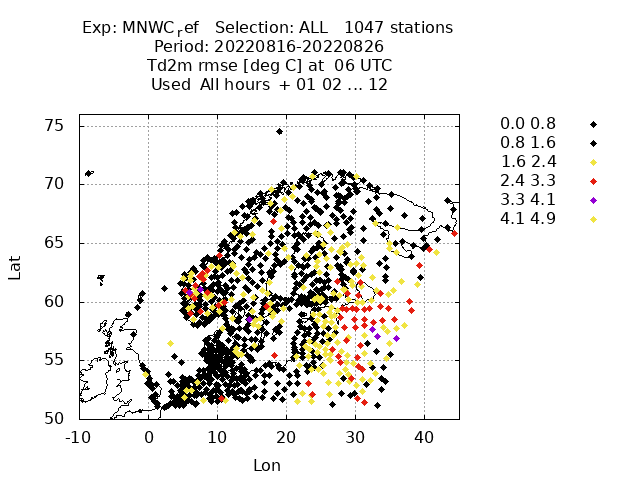 Exp: MNWC_ref   Selection: ALL   1047 stations
Period: 20220816-20220826
Td2m rmse [deg C] at  06 UTC
Used  All hours  + 01 02 ... 12
0.0 0.8
0.8 1.6
1.6 2.4
2.4 3.3
3.3 4.1
4.1 4.9
75
70
65
60
55
50
Lat
-10 0 10 20 30 40
Lon